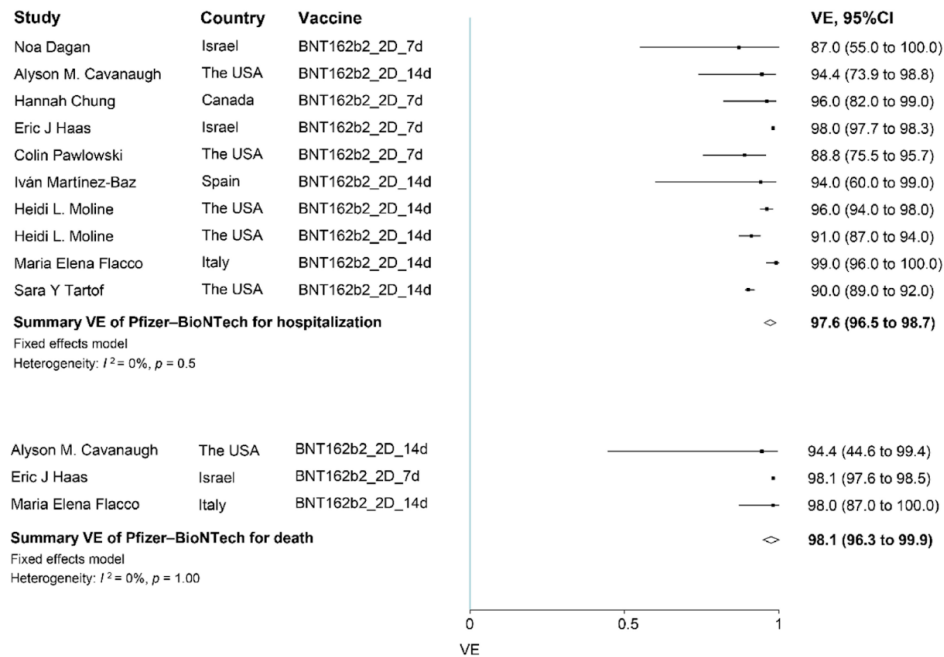 Study Country Vaccine VE, 95%CI
Noa Dagan Israel BNT162b2_2D_7d 87.0 (55.0 to 100.0)
Alyson M. Cavanaugh The USA BNT162b2_2D_14d 94.4 (73.9 to 98.8)
Hannah Chung Canada BNT162b2_2D_7d 96.0 (82.0 to 99.0)
Eric J Haas Israel BNT162b2_2D_7d 98.0 (97.7 to 98.3)
Colin Pawlowski The USA BNT162b2_2D_7d 88.8 (75.5 to 95.7)
Iván Martínez-Baz Spain BNT162b2_2D_14d 94.0 (60.0 to 99.0)
Heidi L. Moline The USA BNT162b2_2D_14d 96.0 (94.0 to 98.0)
Heidi L. Moline The USA BNT162b2_2D_14d 91.0 (87.0 to 94.0)
Maria Elena Flacco Italy BNT162b2_2D_14d 99.0 (96.0 to 100.0)
Sara Y Tartof The USA BNT162b2_2D_14d 90.0 (89.0 to 92.0)
Summary VE of Pfizer–BioNTech for hospitalization 97.6 (96.5 to 98.7)
Fixed effects model
Heterogeneity: I² = 0%, p = 0.5
Alyson M. Cavanaugh The USA BNT162b2_2D_14d 94.4 (44.6 to 99.4)
Eric J Haas Israel BNT162b2_2D_7d 98.1 (97.6 to 98.5)
Maria Elena Flacco Italy BNT162b2_2D_14d 98.0 (87.0 to 100.0)
Summary VE of Pfizer–BioNTech for death 98.1 (96.3 to 99.9)
Fixed effects model
Heterogeneity: I² = 0%, p = 1.00
0 0.5 1
VE